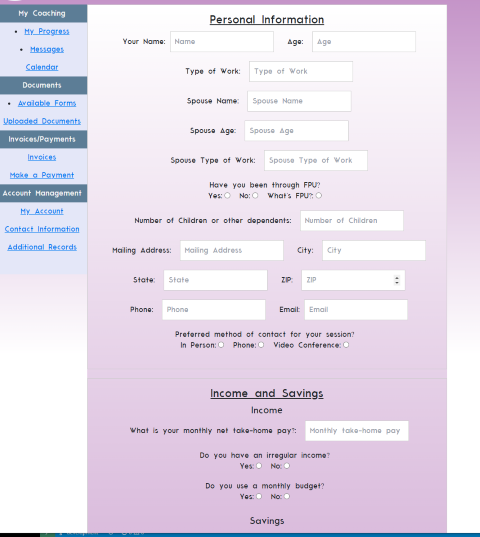 My Coaching
My Progress
Messages
Calendar
Documents
Available Forms
Uploaded Documents
Invoices/Payments
Invoices
Make a Payment
Account Management
My Account
Contact Information
Additional Records
Personal Information
Your Name: Name Age: Age
Type of Work: Type of Work
Spouse Name: Spouse Name
Spouse Age: Spouse Age
Spouse Type of Work: Spouse Type of Work
Have you been through FPU?
Yes: No: What's FPU?:
Number of Children or other dependents: Number of Children
Mailing Address: Mailing Address City: City
State: State ZIP: ZIP
Phone: Phone Email: Email
Preferred method of contact for your session?
In Person: Phone: Video Conference:
Income and Savings
Income
What is your monthly net take-home pay?: Monthly take-home pay
Do you have an irregular income?
Yes: No:
Do you use a monthly budget?
Yes: No:
Savings